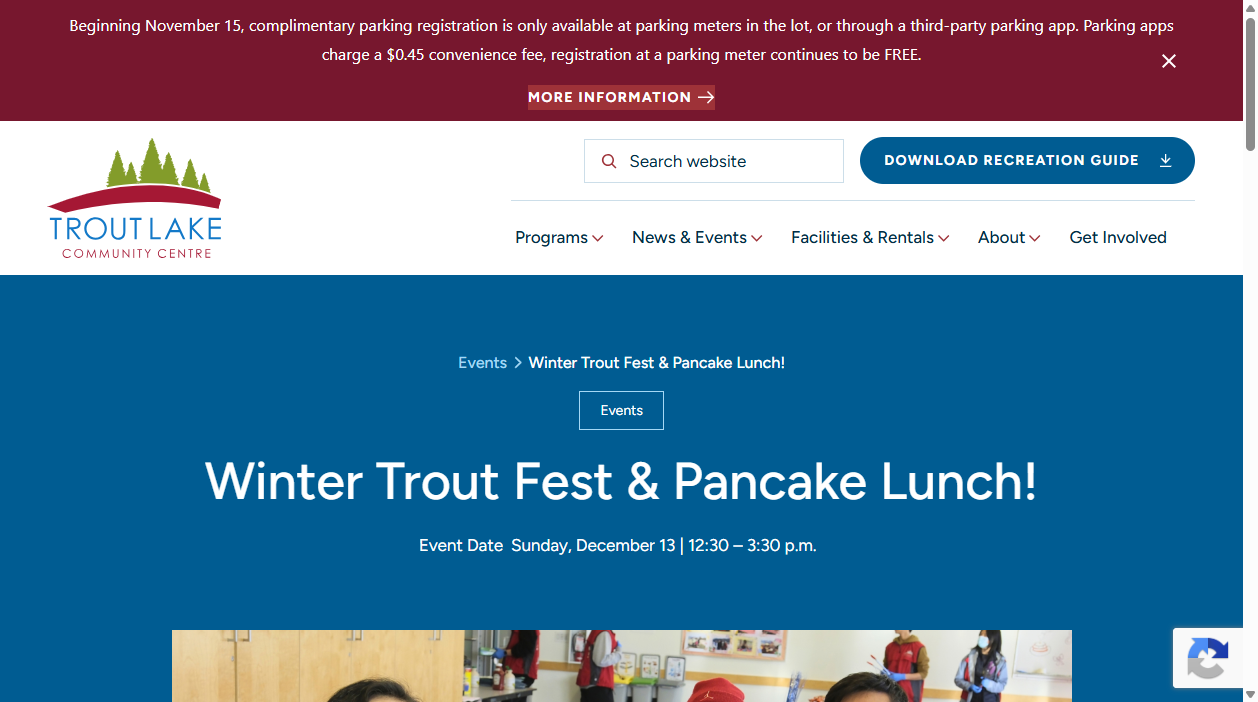 Beginning November 15, complimentary parking registration is only available at parking meters in the lot, or through a third-party parking app. Parking apps
charge a $0.45 convenience fee, registration at a parking meter continues to be FREE.
MORE INFORMATION
TROUT LAKE
COMMUNITY CENTRE
Search website
DOWNLOAD RECREATION GUIDE
Programs
News & Events
Facilities & Rentals
About
Get Involved
Events
Winter Trout Fest & Pancake Lunch!
Events
Winter Trout Fest & Pancake Lunch!
Event Date Sunday, December 13 | 12:30 – 3:30 p.m.